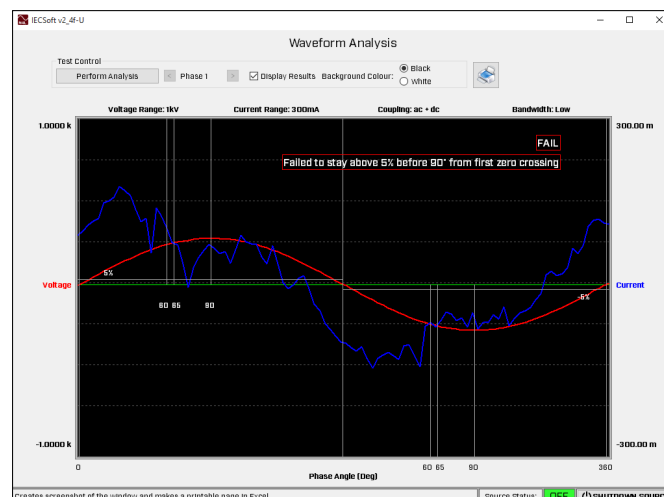 IECSoft v2_4f-U
Waveform Analysis
Test Control
Perform Analysis < Phase 1 > Display Results Background Colour: Black White
Voltage Range: 1kV Current Range: 300mA Coupling: ac + dc Bandwidth: Low
1.0000 k 300.00 m
FAIL
Failed to stay above 5% before 90° from first zero crossing
5%
Voltage Current
-5%
60 65 90
-1.0000 k -300.00 m
0 60 65 90 360
Phase Angle (Deg)
Creates screenshot of the window and makes a printable page in Excel Source Status: OFF SHUTDOWN SOURCE